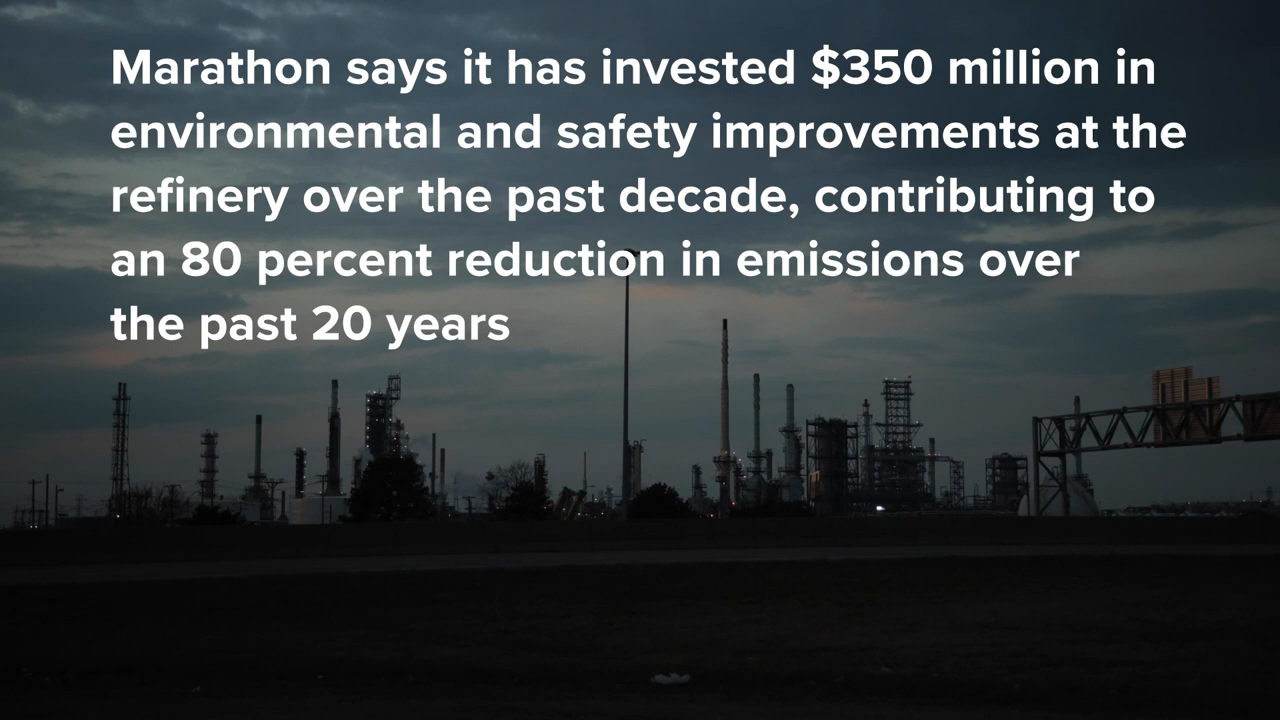 Marathon says it has invested $350 million in
environmental and safety improvements at the
refinery over the past decade, contributing to
an 80 percent reduction in emissions over
the past 20 years